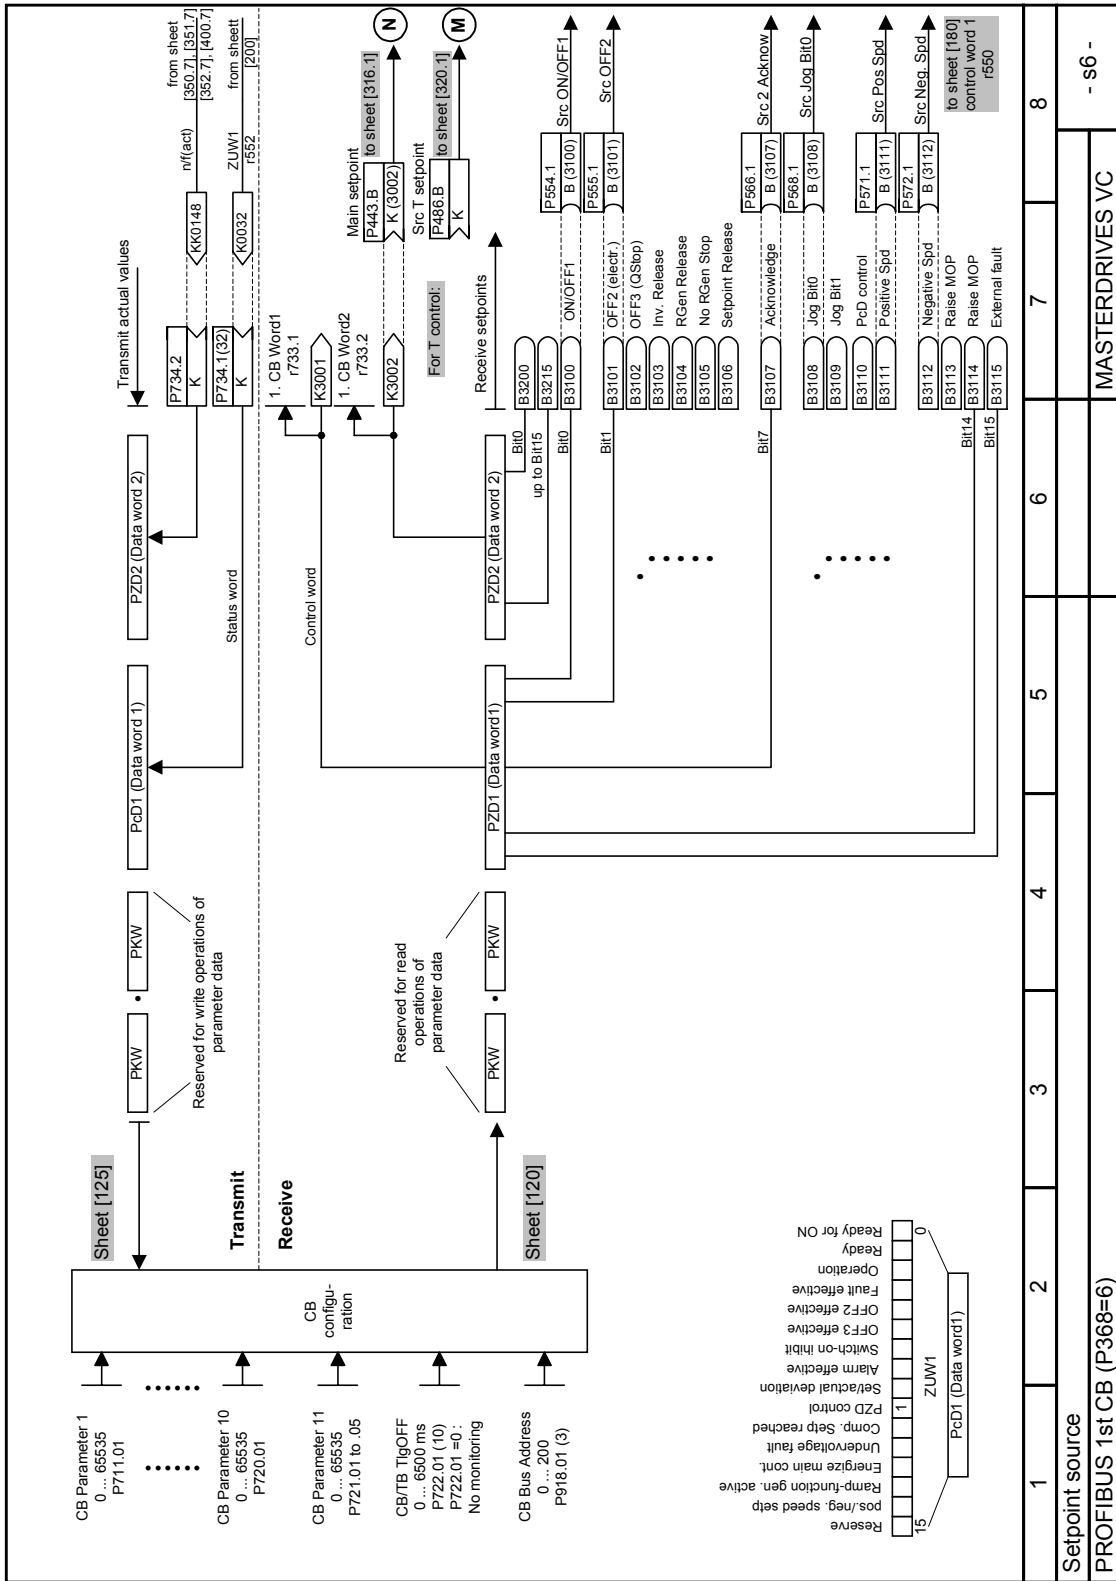 CB Parameter 1
0 ... 65535
P711.01
CB Parameter 10
0 ... 65535
P720.01
CB Parameter 11
0 ... 65535
P721.01 to .05
CB/TB TlgOFF
0 ... 6500 ms
P722.01 (10)
P722.01 =0 :
No monitoring
CB Bus Address
0 ... 200
P918.01 (3)
CB
configu-
ration
Sheet [125]
Transmit
Receive
Sheet [120]
PKW
PKW
Reserved for write operations of
parameter data
PcD1 (Data word 1)
PZD2 (Data word 2)
Transmit actual values
Status word
P734.2
K
KK0148
n/f(act)
from sheet
[350.7], [351.7]
[352.7], [400.7]
P734.1(32)
K
K0032
ZUW1
r552
from sheett
[200]
Reserved for read
operations of
parameter data
PKW
PKW
PZD1 (Data word1)
PZD2 (Data word 2)
Control word
1. CB Word1
r733.1
K3001
1. CB Word2
r733.2
K3002
Main setpoint
P443.B
K (3002)
to sheet [316.1]
N
For T control:
Src T setpoint
P486.B
K
to sheet [320.1]
M
Receive setpoints
Bit0
B3200
up to Bit15
B3215
Bit0
B3100
ON/OFF1
P554.1
B (3100)
Src ON/OFF1
Bit1
B3101
OFF2 (electr.)
P555.1
B (3101)
Src OFF2
B3102
OFF3 (QStop)
B3103
Inv. Release
B3104
RGen Release
B3105
No RGen Stop
B3106
Setpoint Release
Bit7
B3107
Acknowledge
P566.1
B (3107)
Src 2 Acknow
B3108
Jog Bit0
P568.1
B (3108)
Src Jog Bit0
B3109
Jog Bit1
B3110
PcD control
B3111
Positive Spd
P571.1
B (3111)
Src Pos Spd
B3112
Negative Spd
P572.1
B (3112)
Src Neg. Spd
B3113
Raise MOP
Bit14
B3114
Raise MOP
Bit15
B3115
External fault
to sheet [180]
control word 1
r550
Reserve
pos./neg. speed setp
Ramp-function gen. active
Energize main cont.
Undervoltage fault
Comp. Setp reached
PZD control
Set/actual deviation
Alarm effective
Switch-on inibit
OFF3 effective
OFF2 effective
Fault effective
Operation
Ready
Ready for ON
1
15
ZUW1
0
PcD1 (Data word1)
1
2
3
4
5
6
7
8
Setpoint source
PROFIBUS 1st CB (P368=6)
MASTERDRIVES VC
- s6 -